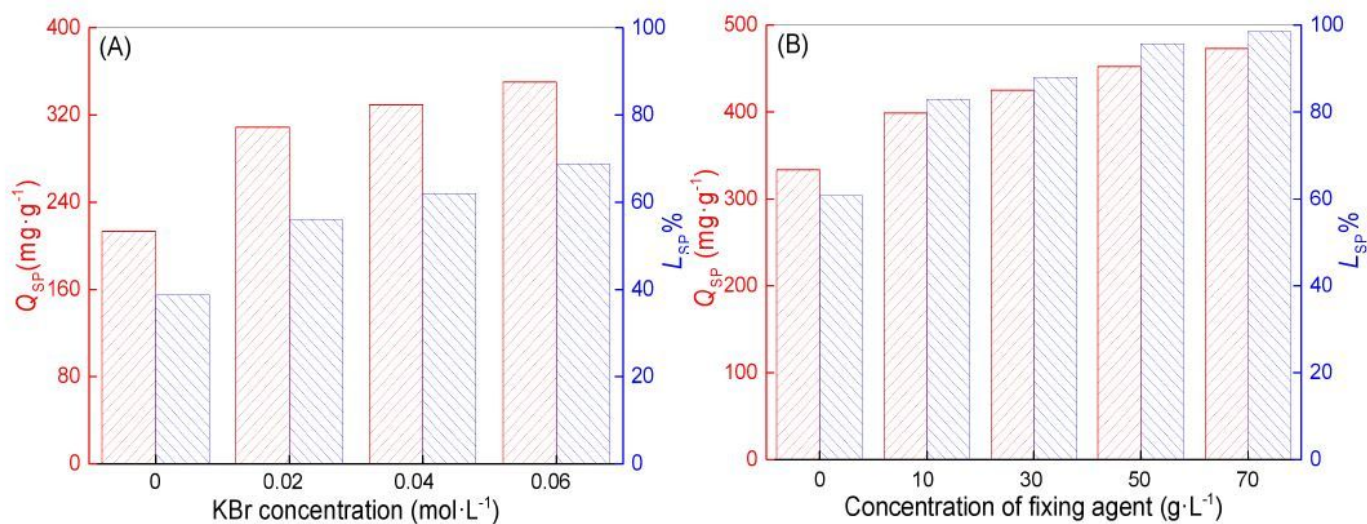 (A)
400
320
240
160
80
0
Q_SP(mg·g⁻¹)
100
80
60
40
20
0
L_SP%
0 0.02 0.04 0.06
KBr concentration (mol·L⁻¹)
(B)
500
400
300
200
100
0
Q_SP (mg·g⁻¹)
100
80
60
40
20
0
L_SP%
0 10 30 50 70
Concentration of fixing agent (g·L⁻¹)